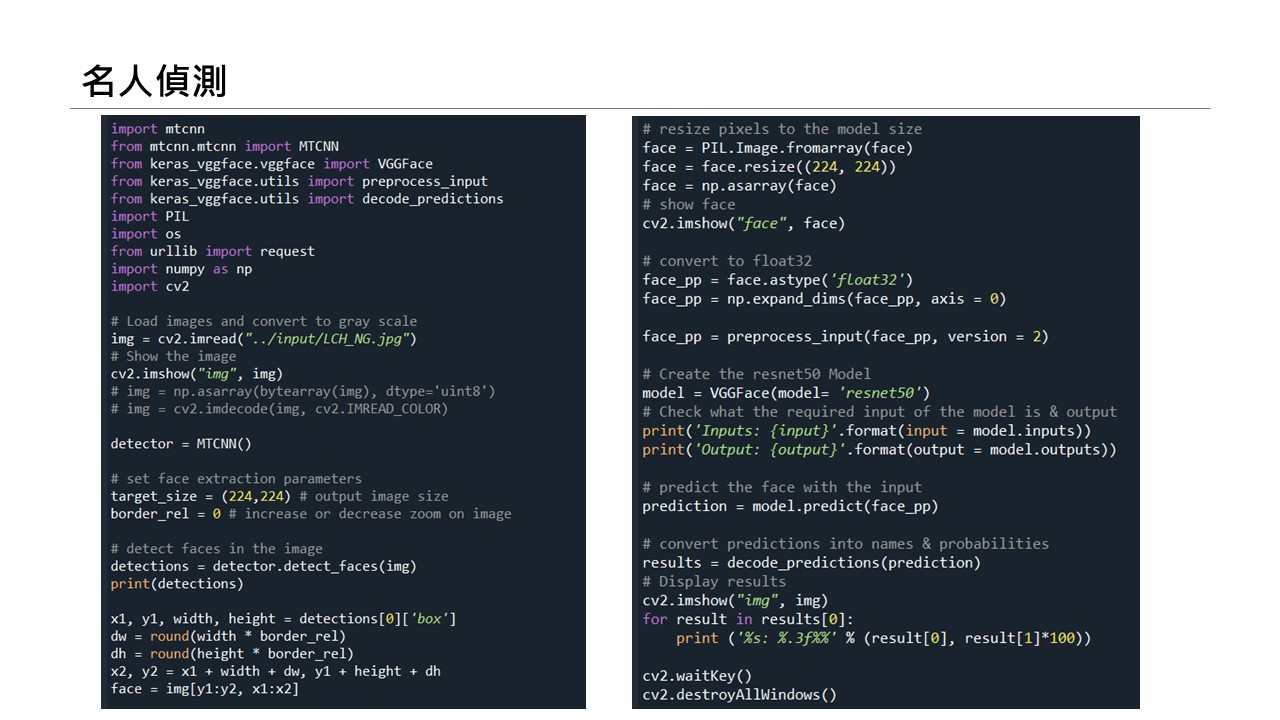 名人偵測
import mtcnn
from mtcnn.mtcnn import MTCNN
from keras_vggface.vggface import VGGFace
from keras_vggface.utils import preprocess_input
from keras_vggface.utils import decode_predictions
import PIL
import os
from urllib import request
import numpy as np
import cv2
# Load images and convert to gray scale
img = cv2.imread("../input/LCH_NG.jpg")
# Show the image
cv2.imshow("img", img)
# img = np.asarray(bytearray(img), dtype='uint8')
# img = cv2.imdecode(img, cv2.IMREAD_COLOR)
detector = MTCNN()
# set face extraction parameters
target_size = (224,224) # output image size
border_rel = 0 # increase or decrease zoom on image
# detect faces in the image
detections = detector.detect_faces(img)
print(detections)
x1, y1, width, height = detections[0]['box']
dw = round(width * border_rel)
dh = round(height * border_rel)
x2, y2 = x1 + width + dw, y1 + height + dh
face = img[y1:y2, x1:x2]
# resize pixels to the model size
face = PIL.Image.fromarray(face)
face = face.resize((224, 224))
face = np.asarray(face)
# show face
cv2.imshow("face", face)
# convert to float32
face_pp = face.astype('float32')
face_pp = np.expand_dims(face_pp, axis = 0)
face_pp = preprocess_input(face_pp, version = 2)
# Create the resnet50 Model
model = VGGFace(model= 'resnet50')
# Check what the required input of the model is & output
print('Inputs: {input}'.format(input = model.inputs))
print('Output: {output}'.format(output = model.outputs))
# predict the face with the input
prediction = model.predict(face_pp)
# convert predictions into names & probabilities
results = decode_predictions(prediction)
# Display results
cv2.imshow("img", img)
for result in results[0]:
    print ('%s: %.3f%%' % (result[0], result[1]*100))
cv2.waitKey()
cv2.destroyAllWindows()